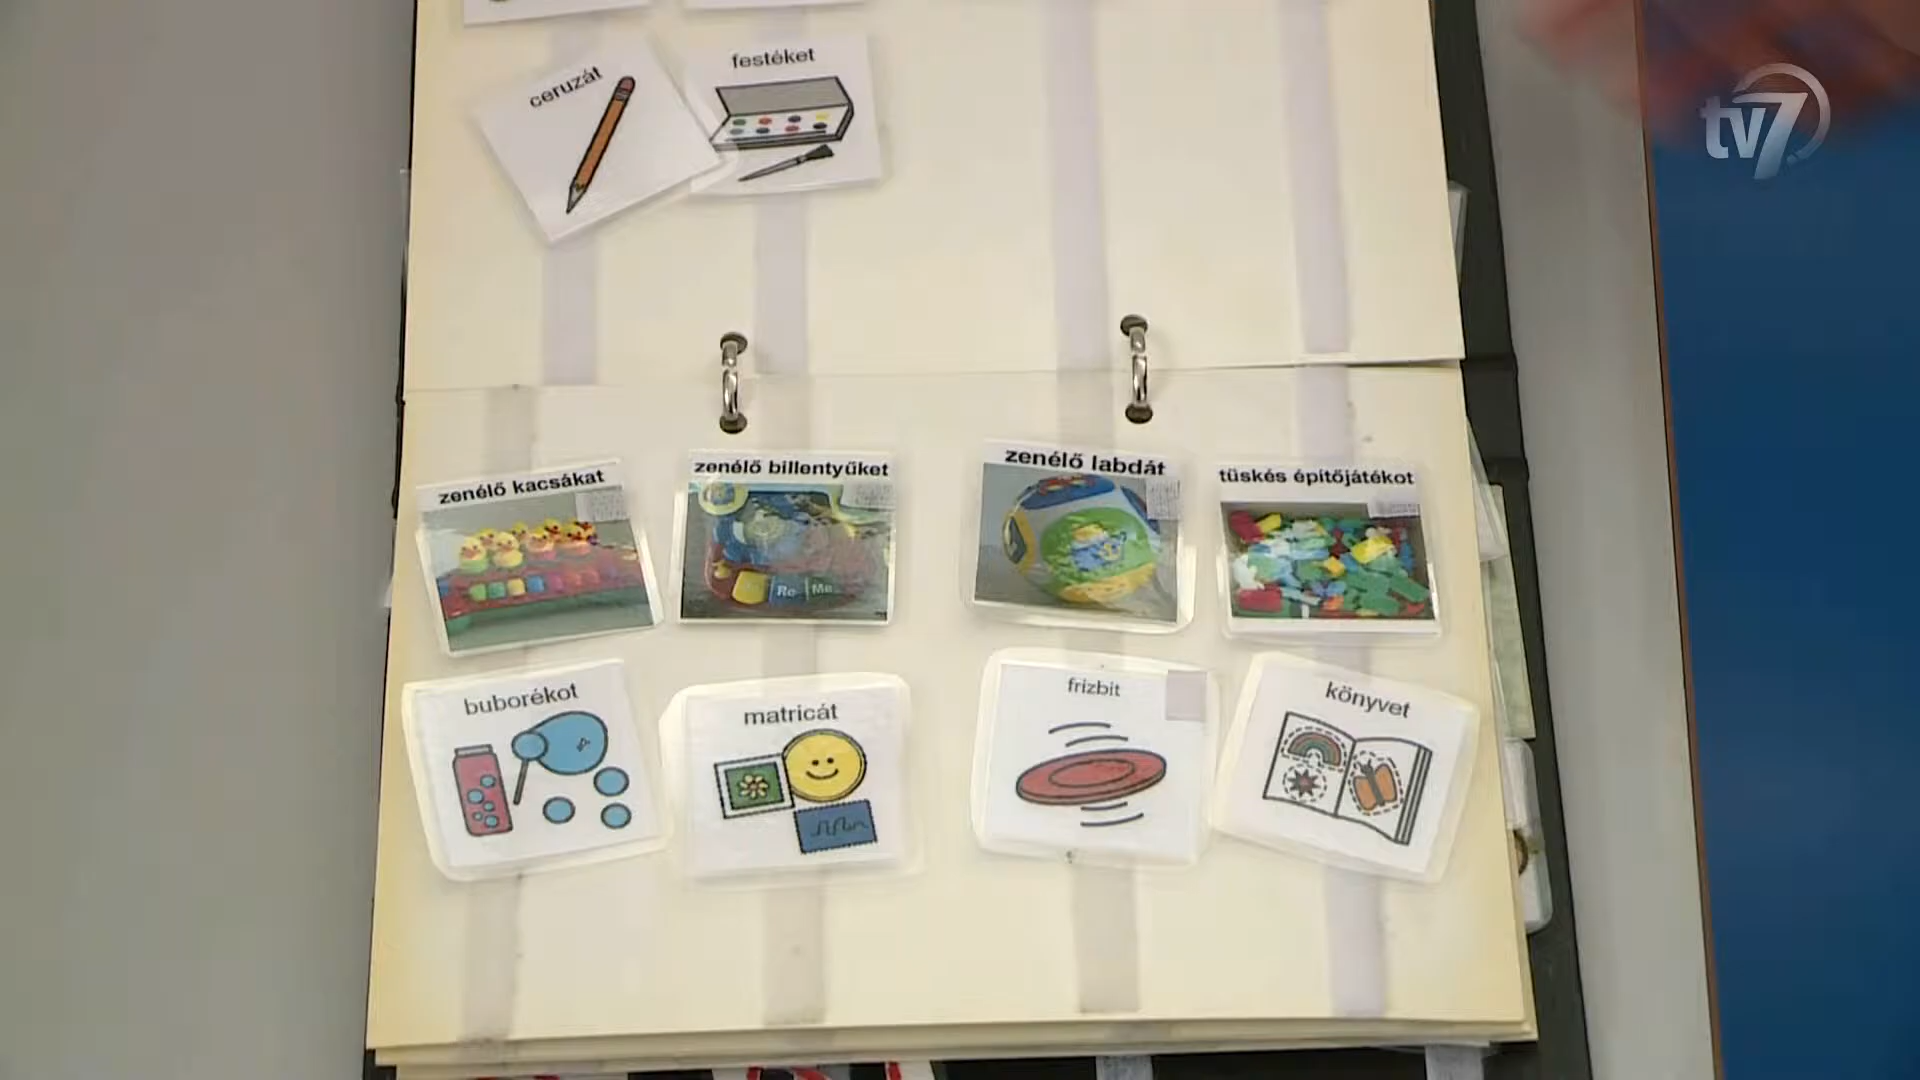 tv7
ceruzát
festéket
zenélő kacsákat
zenélő billentyűket
Re Me
zenélő labdát
tüskés építőjátékot
buborékot
matricát
frizbit
könyvet